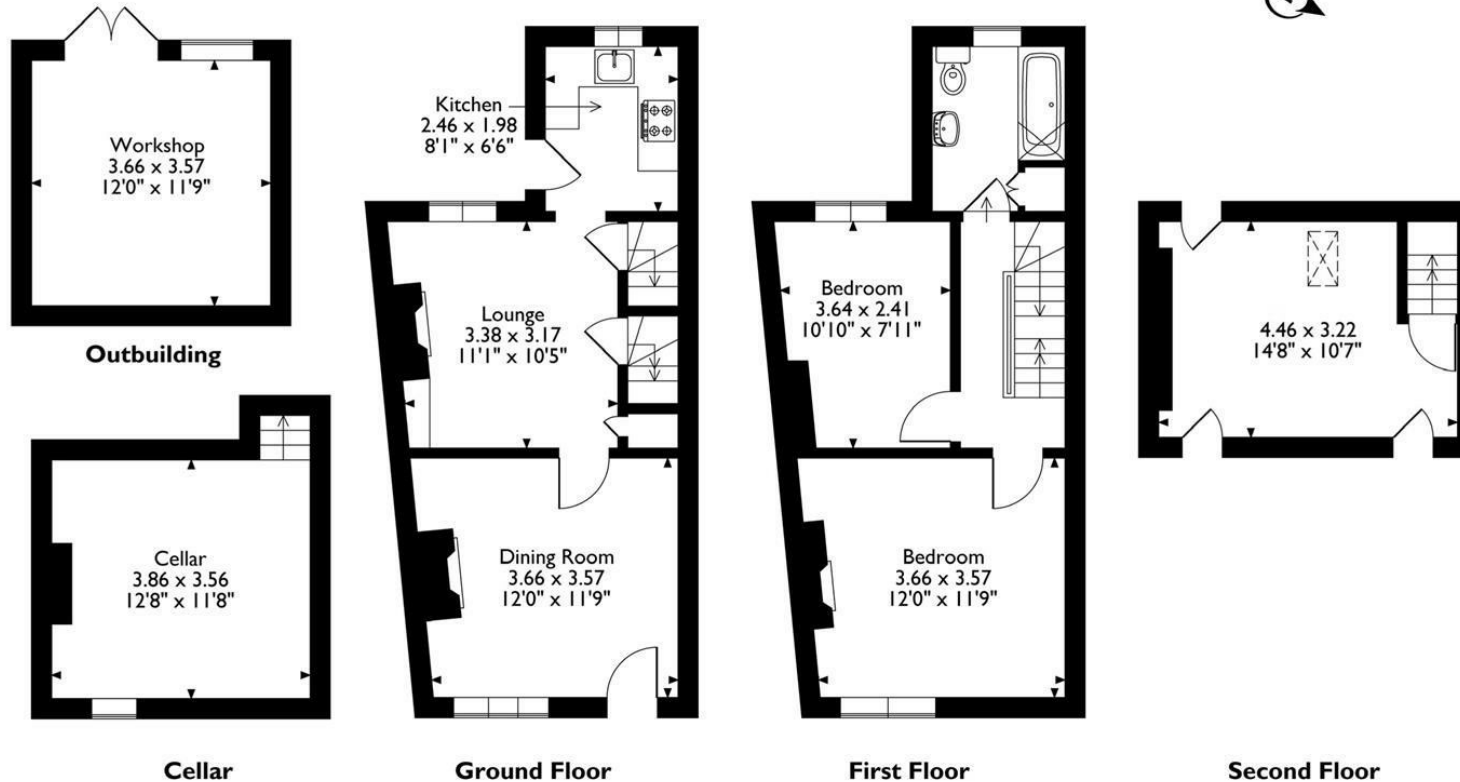 Workshop
3.66 x 3.57
12'0" x 11'9"
Outbuilding
Cellar
3.86 x 3.56
12'8" x 11'8"
Cellar
Kitchen
2.46 x 1.98
8'1" x 6'6"
Lounge
3.38 x 3.17
11'1" x 10'5"
Dining Room
3.66 x 3.57
12'0" x 11'9"
Ground Floor
Bedroom
3.64 x 2.41
10'10" x 7'11"
Bedroom
3.66 x 3.57
12'0" x 11'9"
First Floor
4.46 x 3.22
14'8" x 10'7"
Second Floor